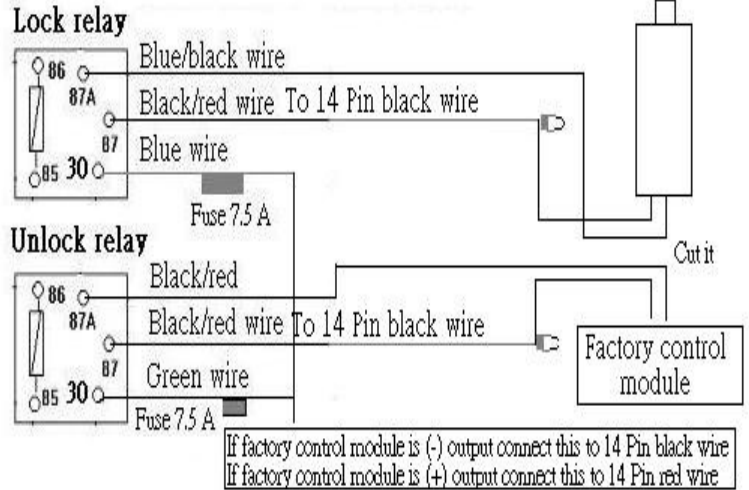 Lock relay
86
87A
Blue/black wire
Black/red wire To 14 Pin black wire
87
Blue wire
85 30
Fuse 7.5 A
Cut it
Unlock relay
86
87A
Black/red
Black/red wire To 14 Pin black wire
87
Green wire
85 30
Fuse 7.5 A
Factory control
module
If factory control module is (-) output connect this to 14 Pin black wire
If factory control module is (+) output connect this to 14 Pin red wire